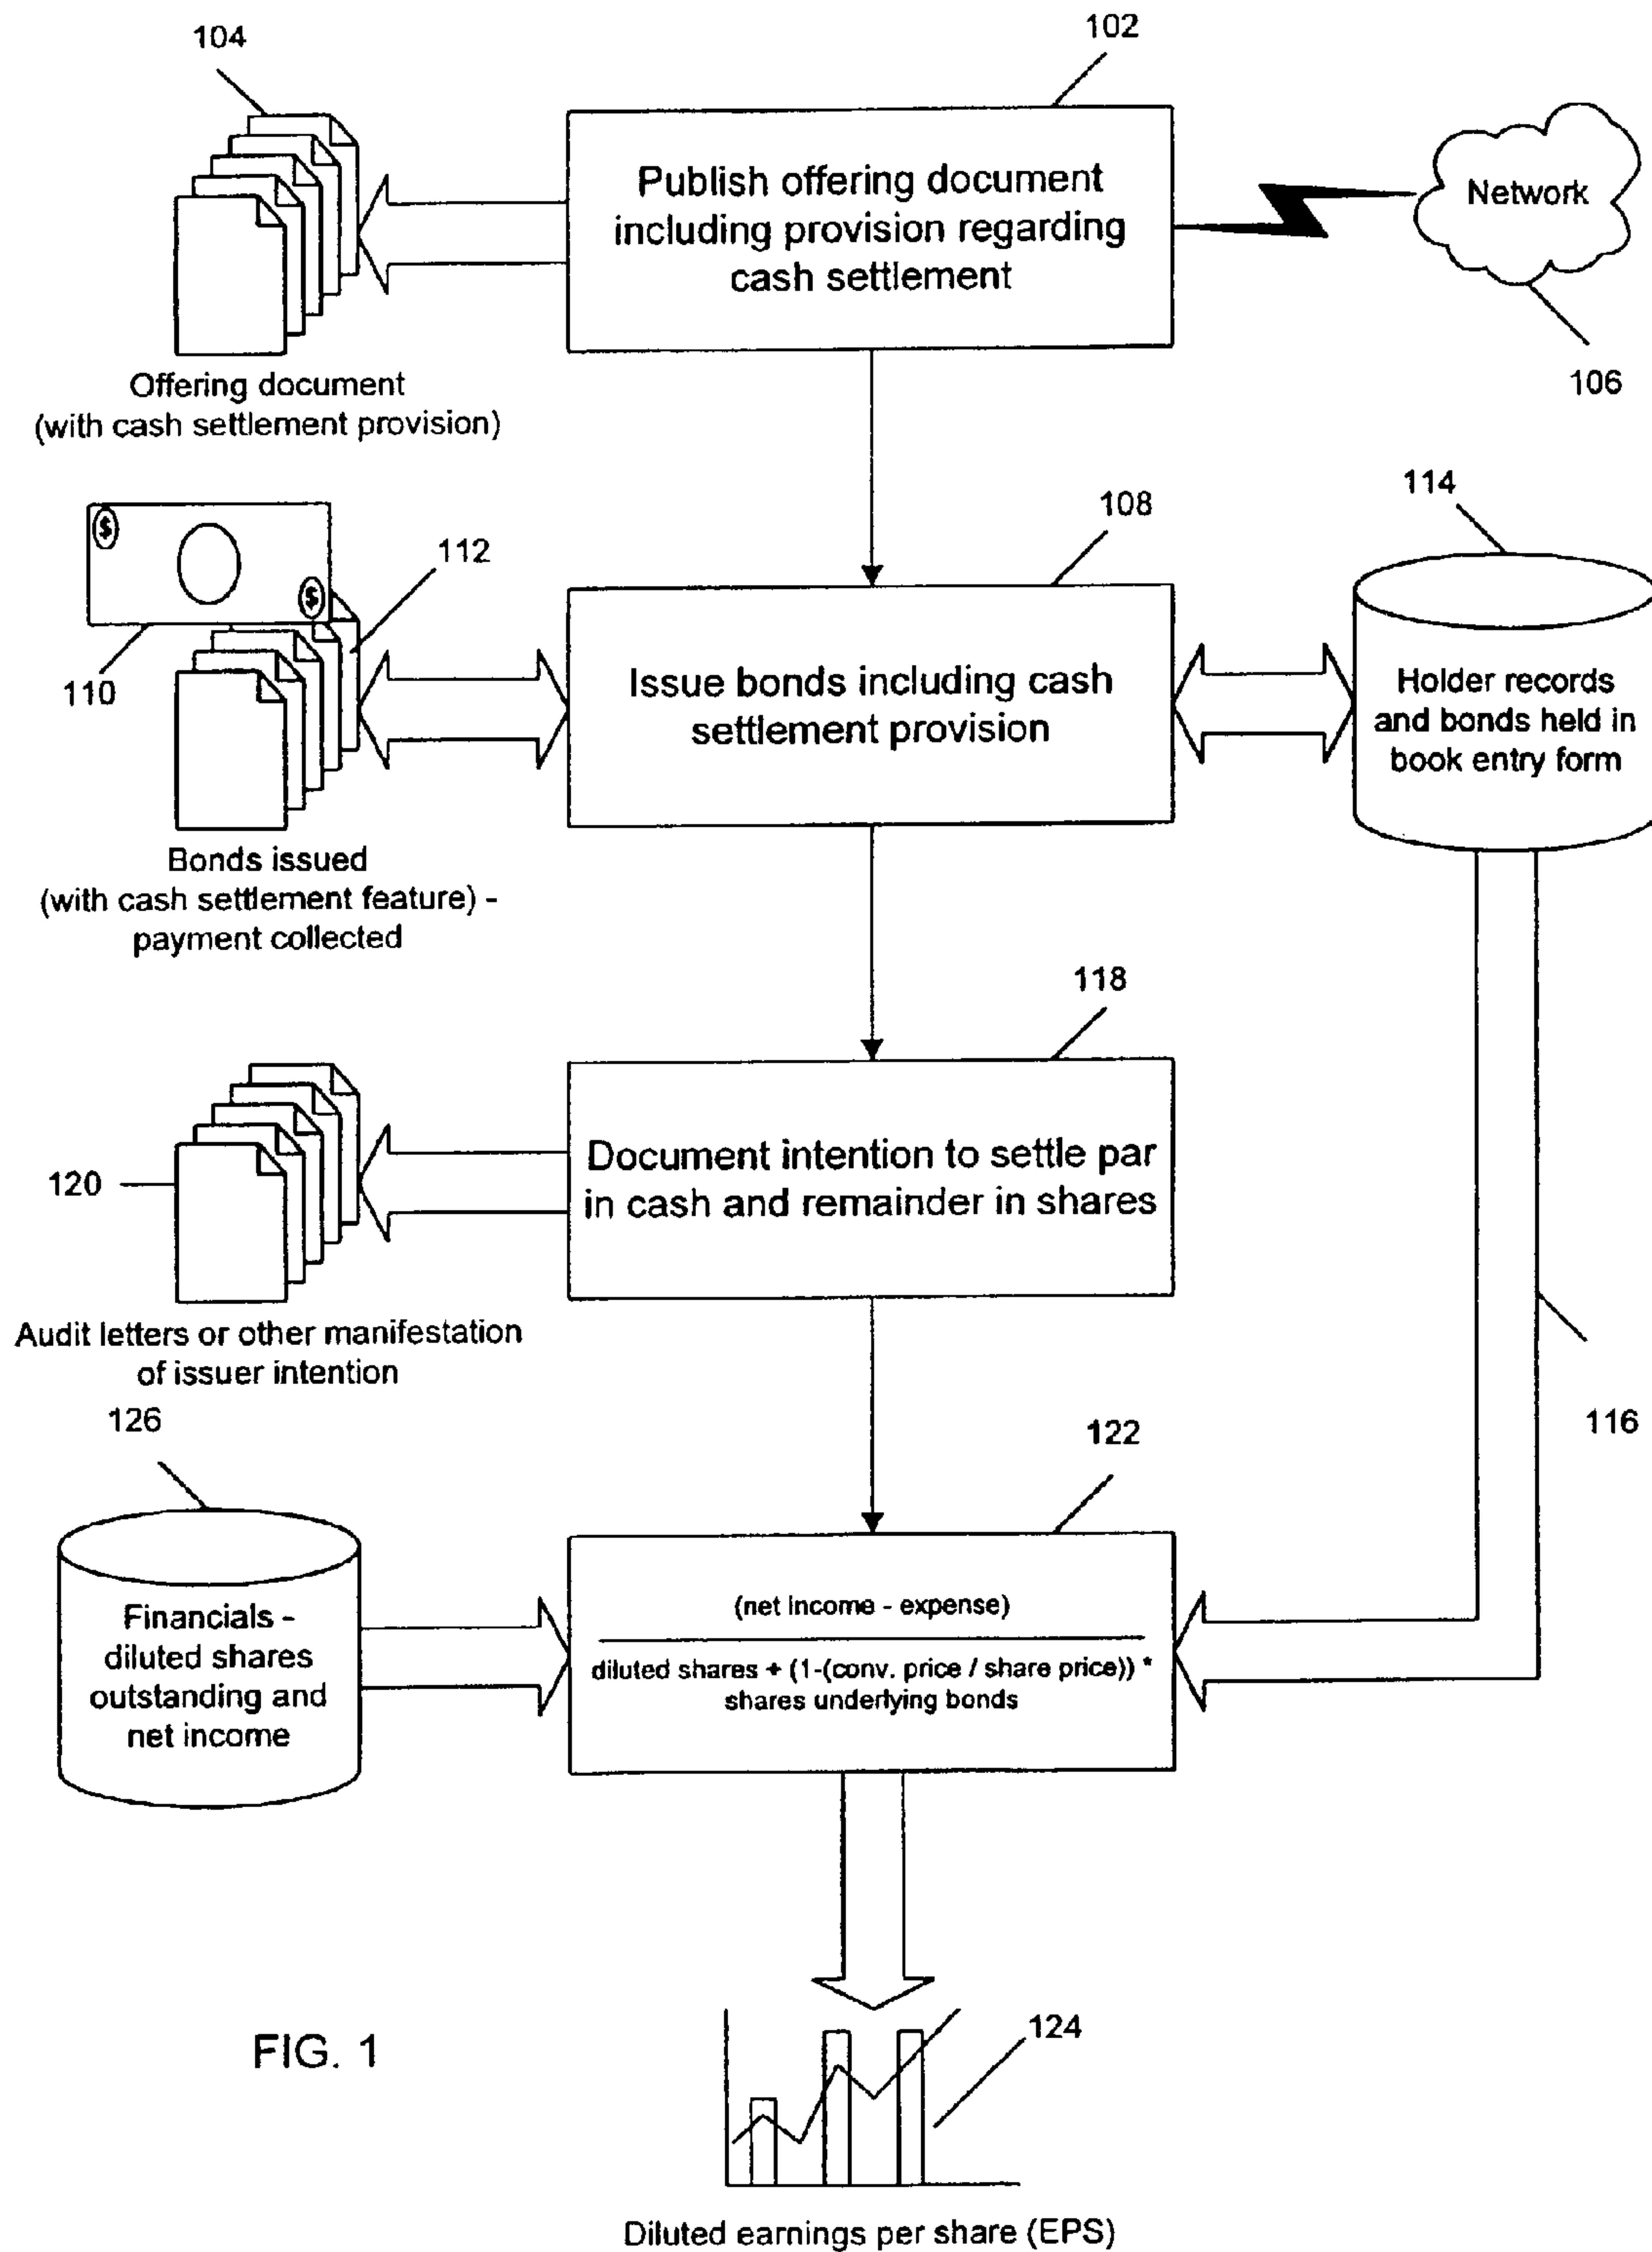 104
102
Publish offering document
including provision regarding
cash settlement
Network
106
Offering document
(with cash settlement provision)
$
$
110
112
108
114
Issue bonds including cash
settlement provision
Holder records
and bonds held in
book entry form
Bonds issued
(with cash settlement feature) -
payment collected
118
Document intention to settle par
in cash and remainder in shares
120
Audit letters or other manifestation
of issuer intention
116
126
122
Financials -
diluted shares
outstanding and
net income
(net income - expense)
diluted shares + (1-(conv. price / share price)) *
shares underlying bonds
124
FIG. 1
Diluted earnings per share (EPS)